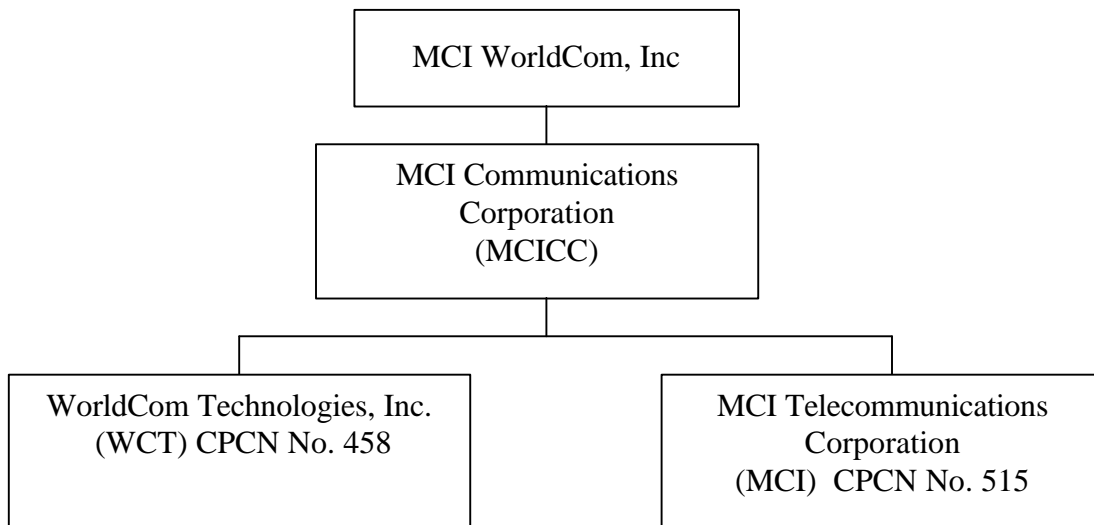 MCI WorldCom, Inc
MCI Communications
Corporation
(MCICC)
WorldCom Technologies, Inc.
(WCT) CPCN No. 458
MCI Telecommunications
Corporation
(MCI) CPCN No. 515